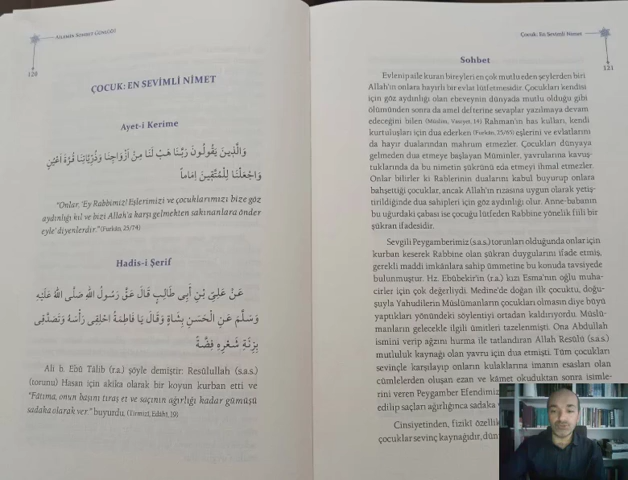 İSLAMIN RAHMET GÜNLÜĞÜ
120
ÇOCUK: EN SEVİMLİ NİMET
Ayet-i Kerime
وَالَّذِينَ يَقُولُونَ رَبَّنَا هَبْ لَنَا مِنْ أَزْوَاجِنَا وَذُرِّيَّاتِنَا قُرَّةَ أَعْيُنٍ
وَاجْعَلْنَا لِلْمُتَّقِينَ إِمَامًا
“Onlar, ‘Ey Rabbimiz! Eşlerimizi ve çocuklarımızı bize göz
aydınlığı kıl ve bizi Allah'a karşı gelmekten sakınanlara önder
eyle’ diyenlerdir.” (Furkân, 25/74)
Hadis-i Şerif
عَنْ عَلِيِّ بْنِ أَبِي طَالِبٍ قَالَ عَقَّ رَسُولُ اللَّهِ صَلَّى اللَّهُ عَلَيْهِ
وَسَلَّمَ عَنِ الْحَسَنِ بِشَاةٍ وَقَالَ يَا فَاطِمَةُ احْلِقِي رَأْسَهُ وَتَصَدَّقِي
بِزِنَةِ شَعْرِهِ فِضَّةً
Ali b. Ebû Tâlib (r.a.) şöyle demiştir: Resûlullah (s.a.s.)
(torunu) Hasan için akika olarak bir koyun kurban etti ve
“Fâtıma, onun başını tıraş et ve saçının ağırlığı kadar gümüşü
sadaka olarak ver.” buyurdu. (Tirmizî, Edâhî, 19)
Çocuk: En Sevimli Nimet
121
Sohbet
Evlenip aile kuran bireyleri en çok mutlu eden şeylerden biri
Allah'ın onlara hayırlı bir evlat lütfetmesidir. Çocukları kendisi
için göz aydınlığı olan ebeveynin dünyada mutlu olduğu gibi
ölümünden sonra da amel defterine sevaplar yazılmaya devam
edeceğini bilen (Müslim, Vasiyyet, 14) Rahman'ın has kulları, kendi
kurtuluşları için dua ederken (Furkân, 25/65) eşlerini ve evlatlarını
da hayır dualarından mahrum etmezler. Çocukları dünyaya
gelmeden dua etmeye başlayan Müminler, yavrularına kavuş-
tuklarında da bu nimetin şükrünü eda etmeyi ihmal etmezler.
Onlar bilirler ki Rablerinin dualarını kabul buyurup onlara
bahşettiği çocuklar, ancak Allah'ın rızasına uygun olarak yetiş-
tirildiğinde dua sahipleri için göz aydınlığı olur. Anne-babanın
bu uğurdaki çabası ise çocuğu lütfeden Rabbine yönelik fiili bir
şükran ifadesidir.
Sevgili Peygamberimiz (s.a.s.) torunları olduğunda onlar için
kurban keserek Rabbine olan şükran duygularını ifade etmiş,
gerekli maddi imkânlara sahip ümmetine bu konuda tavsiyede
bulunmuştur. Hz. Ebûbekir'in (r.a.) kızı Esma'nın oğlu muha-
cirler için çok değerliydi. Medine'de doğan ilk çocuktu, doğu-
şuyla Yahudilerin Müslümanların çocukları olmasın diye büyü
yaptıkları yönündeki söylentiyi ortadan kaldırıyordu. Müslü-
manların gelecekle ilgili ümitleri tazelenmişti. Ona Abdullah
ismini verip ağzını hurma ile tatlandıran Allah Resûlü (s.a.s.)
mutluluk kaynağı olan yavru için dua etmişti. Tüm çocukları
sevinçle karşılayıp onların kulaklarına imanın esasları olan
cümlelerden oluşan ezan ve kâmet okuduktan sonra isimle-
rini veren Peygamber Efendimiz
edilip saçları ağırlığınca sadaka
Cinsiyetinden, fizikî özellik
çocuklar sevinç kaynağıdır, dün